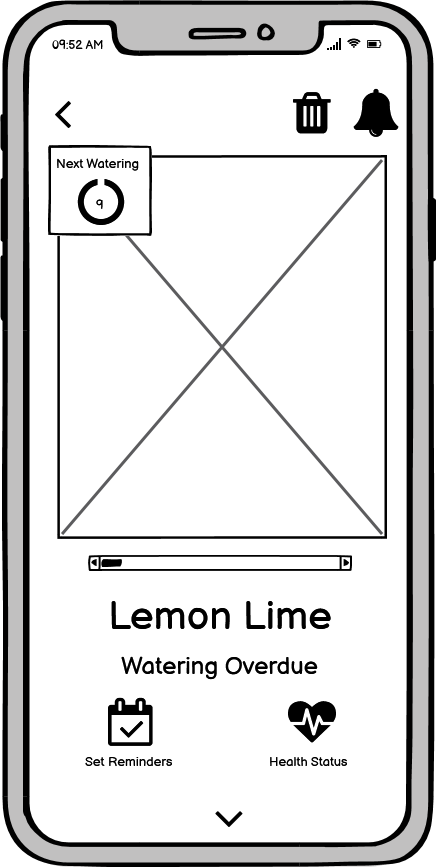 09:52 AM
Next Watering
9
Lemon Lime
Watering Overdue
Set Reminders
Health Status